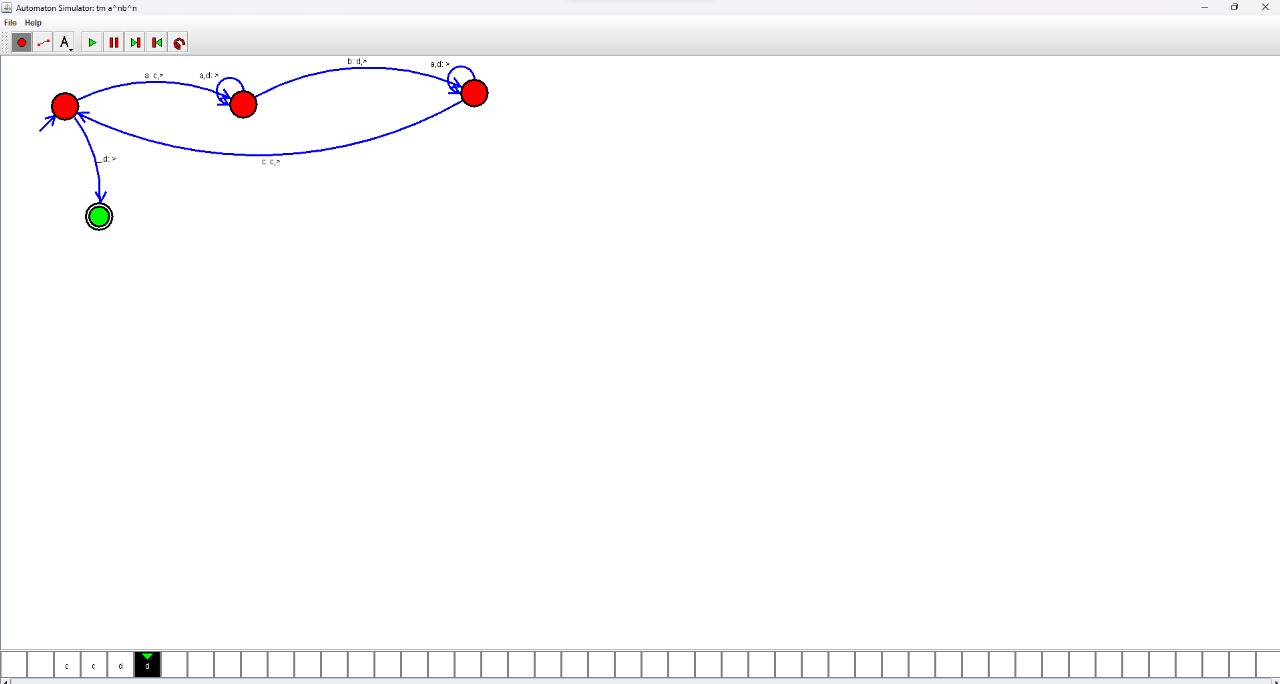 Automaton Simulator: tm a^nb^n
File Help
A
b: d,>
a,d: >
a: c,>
a,d: >
_d: >
c: c,>
c c d d